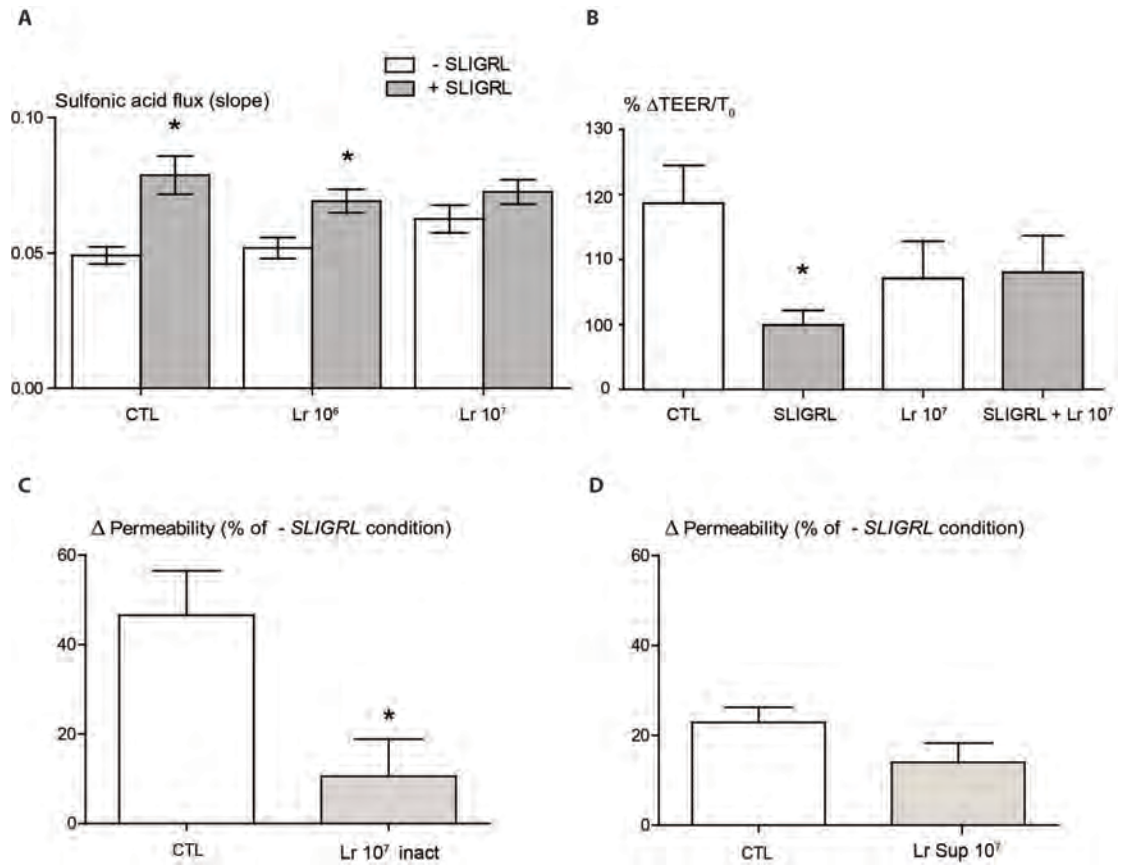 A
- SLIGRL
+ SLIGRL
Sulfonic acid flux (slope)
0.10
*
*
0.05
0.00
CTL
Lr 10⁶
Lr 10⁷
B
% ΔTEER/T₀
130
120
110
100
0
*
CTL
SLIGRL
Lr 10⁷
SLIGRL + Lr 10⁷
C
Δ Permeability (% of - SLIGRL condition)
60
40
20
0
*
CTL
Lr 10⁷ inact
D
Δ Permeability (% of - SLIGRL condition)
60
40
20
0
CTL
Lr Sup 10⁷